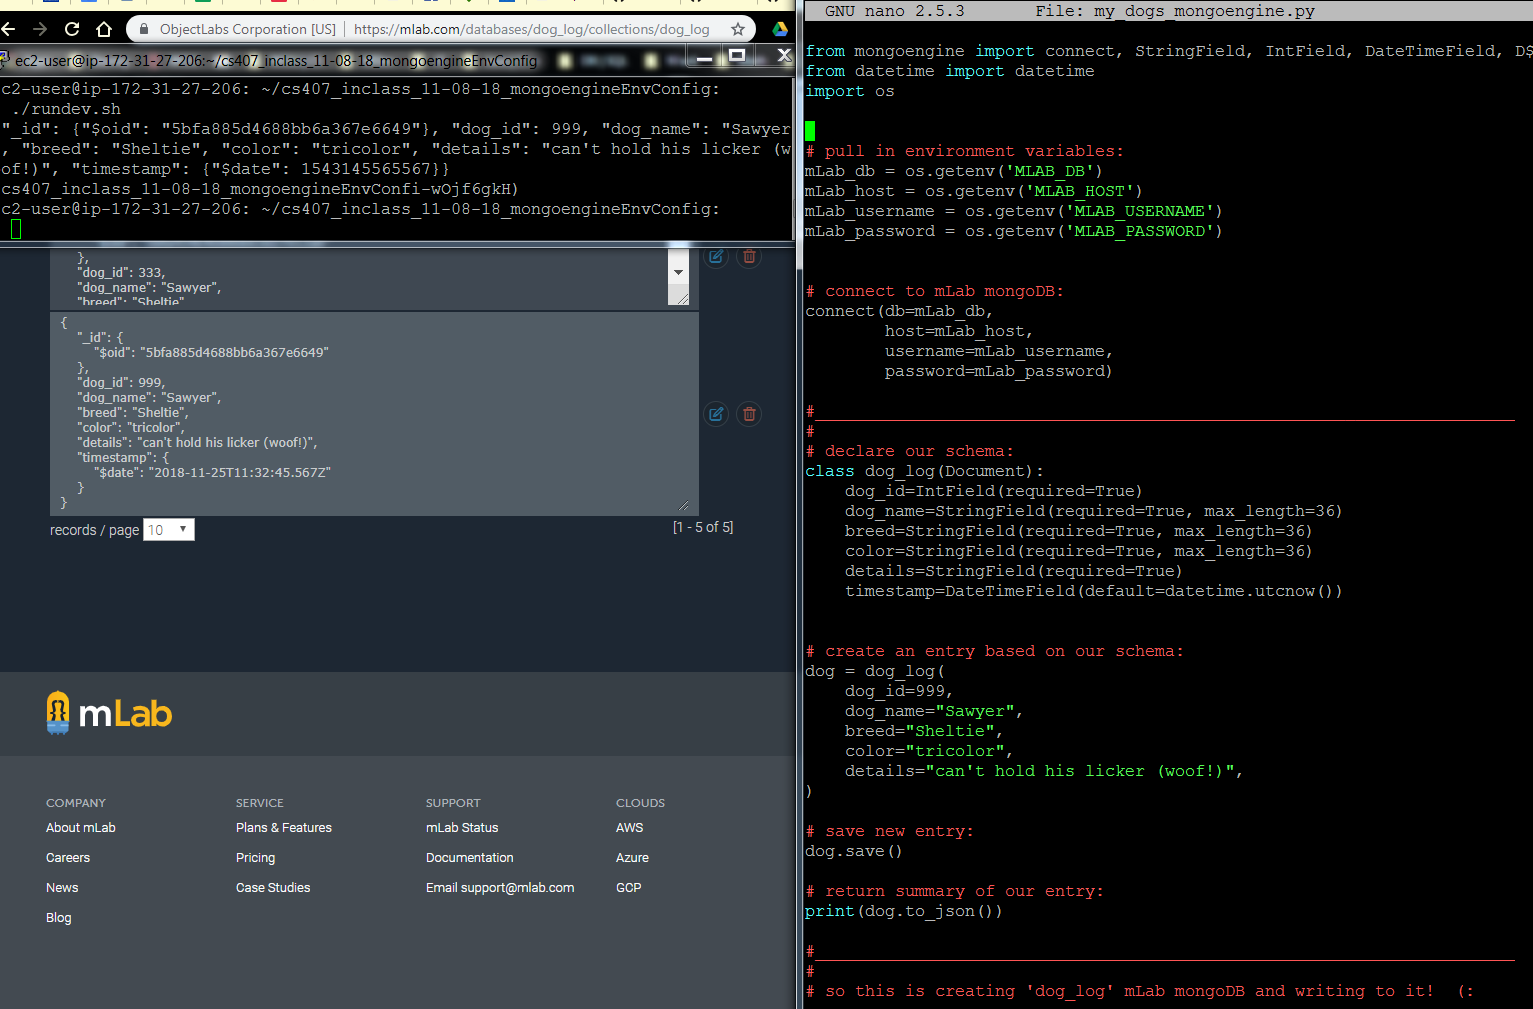 ObjectLabs Corporation [US] | https://mlab.com/databases/dog_log/collections/dog_log
ec2-user@ip-172-31-27-206:~/cs407_inclass_11-08-18_mongoengineEnvConfig
c2-user@ip-172-31-27-206: ~/cs407_inclass_11-08-18_mongoengineEnvConfig:
./rundev.sh
"_id": {"$oid": "5bfa885d4688bb6a367e6649"}, "dog_id": 999, "dog_name": "Sawyer
, "breed": "Sheltie", "color": "tricolor", "details": "can't hold his licker (w
of!)", "timestamp": {"$date": 1543145565567}}
cs407_inclass_11-08-18_mongoengineEnvConfi-wOjf6gkH)
c2-user@ip-172-31-27-206: ~/cs407_inclass_11-08-18_mongoengineEnvConfig:
},
"dog_id": 333,
"dog_name": "Sawyer",
"breed": "Sheltie"
{
"_id": {
"$oid": "5bfa885d4688bb6a367e6649"
},
"dog_id": 999,
"dog_name": "Sawyer",
"breed": "Sheltie",
"color": "tricolor",
"details": "can't hold his licker (woof!)",
"timestamp": {
"$date": "2018-11-25T11:32:45.567Z"
}
}
records / page 10 [1 - 5 of 5]
mLab
COMPANY
About mLab
Careers
News
Blog
SERVICE
Plans & Features
Pricing
Case Studies
SUPPORT
mLab Status
Documentation
Email support@mlab.com
CLOUDS
AWS
Azure
GCP
GNU nano 2.5.3 File: my_dogs_mongoengine.py
from mongoengine import connect, StringField, IntField, DateTimeField, D$
from datetime import datetime
import os
# pull in environment variables:
mLab_db = os.getenv('MLAB_DB')
mLab_host = os.getenv('MLAB_HOST')
mLab_username = os.getenv('MLAB_USERNAME')
mLab_password = os.getenv('MLAB_PASSWORD')
# connect to mLab mongoDB:
connect(db=mLab_db,
host=mLab_host,
username=mLab_username,
password=mLab_password)
#______________________________________________________________________
#
# declare our schema:
class dog_log(Document):
dog_id=IntField(required=True)
dog_name=StringField(required=True, max_length=36)
breed=StringField(required=True, max_length=36)
color=StringField(required=True, max_length=36)
details=StringField(required=True)
timestamp=DateTimeField(default=datetime.utcnow())
# create an entry based on our schema:
dog = dog_log(
dog_id=999,
dog_name="Sawyer",
breed="Sheltie",
color="tricolor",
details="can't hold his licker (woof!)",
)
# save new entry:
dog.save()
# return summary of our entry:
print(dog.to_json())
#______________________________________________________________________
#
# so this is creating 'dog_log' mLab mongoDB and writing to it!  (: